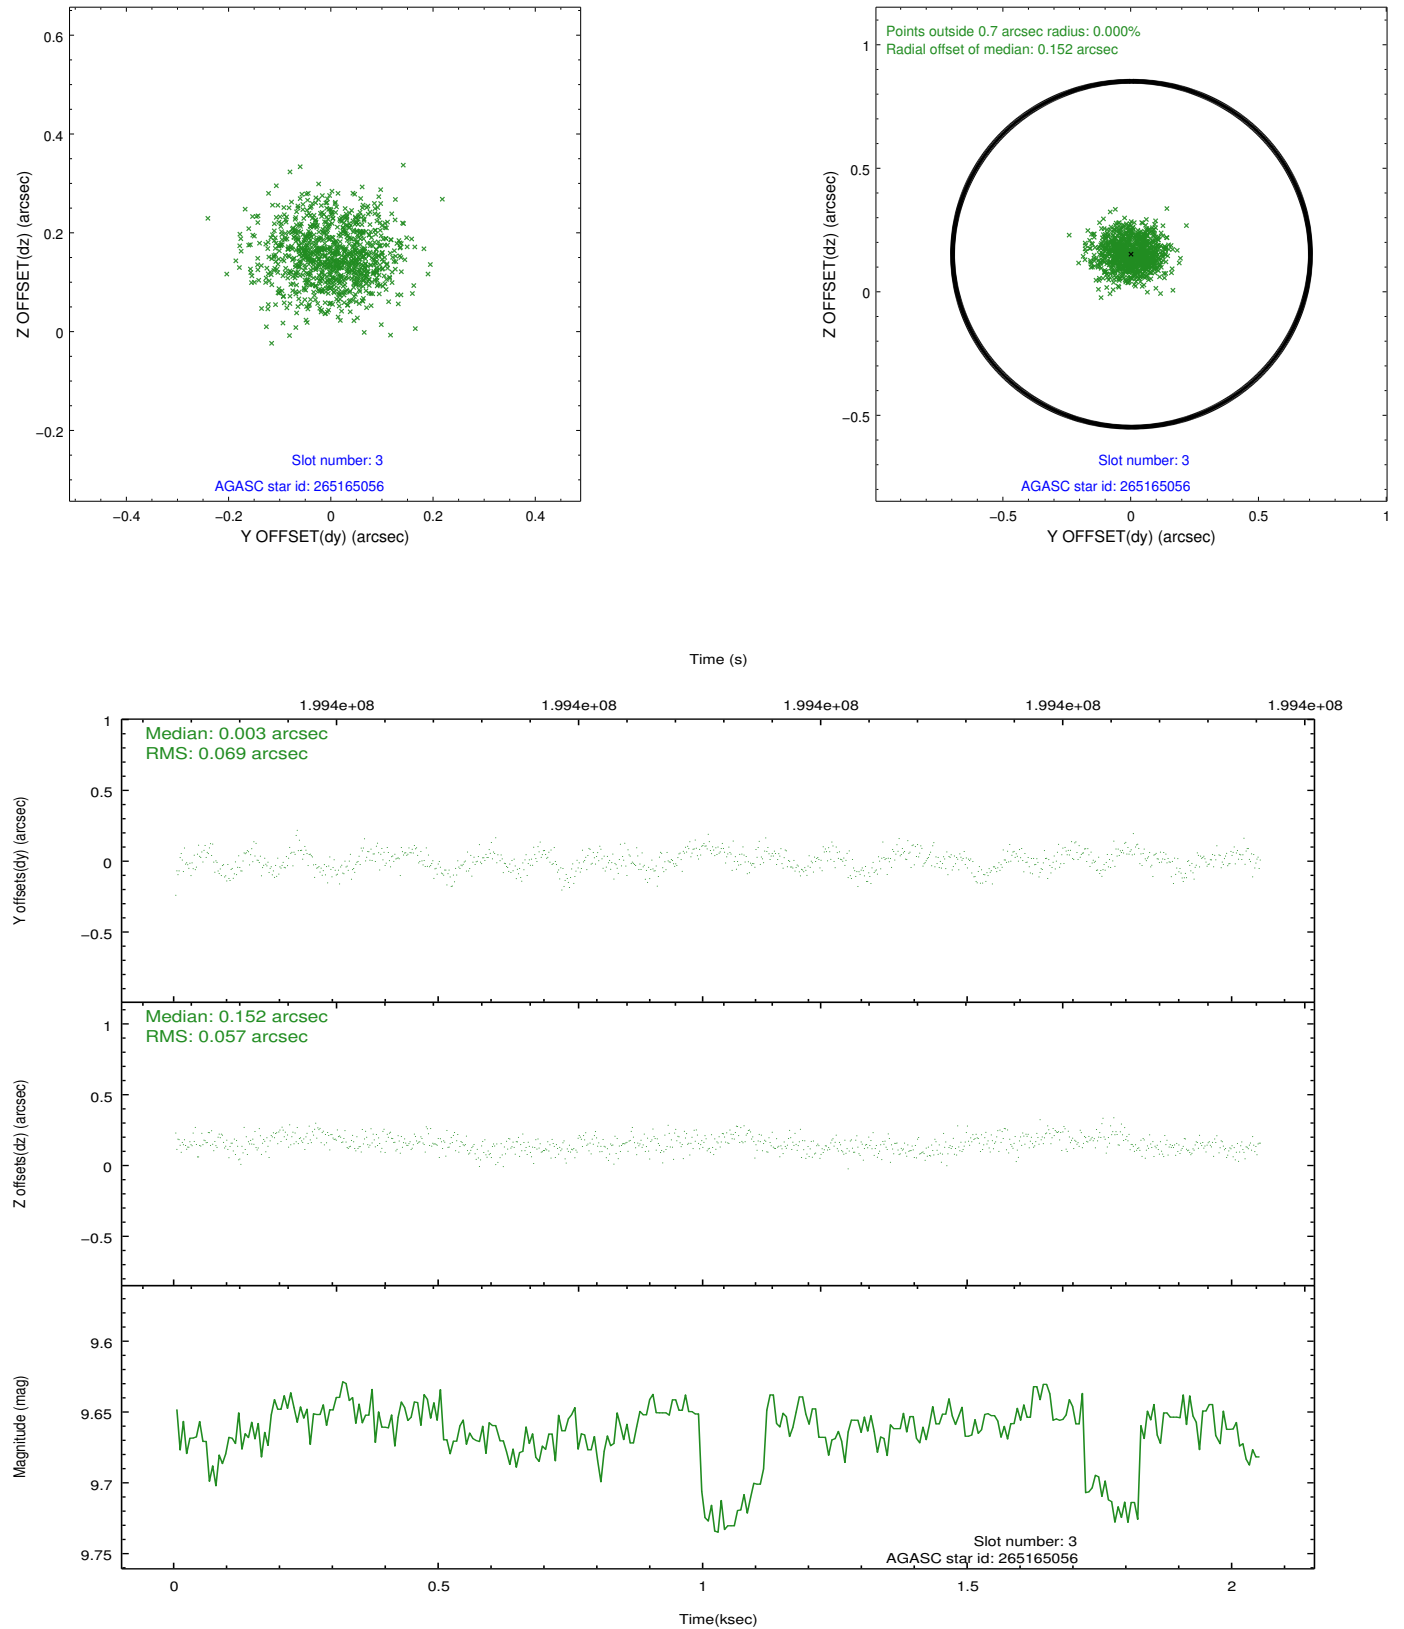 0.6
0.4
0.2
0
−0.2
Z OFFSET(dz) (arcsec)
Slot number: 3
AGASC star id: 265165056
−0.4
−0.2
0
0.2
0.4
Y OFFSET(dy) (arcsec)
Points outside 0.7 arcsec radius: 0.000%
Radial offset of median: 0.152 arcsec
1
0.5
0
−0.5
Z OFFSET(dz) (arcsec)
Slot number: 3
AGASC star id: 265165056
−0.5
0
0.5
1
Y OFFSET(dy) (arcsec)
Time (s)
1.994e+08
1.994e+08
1.994e+08
1.994e+08
1.994e+08
Median: 0.003 arcsec
RMS: 0.069 arcsec
1
0.5
0
−0.5
Y offsets(dy) (arcsec)
Median: 0.152 arcsec
RMS: 0.057 arcsec
1
0.5
0
−0.5
Z offsets(dz) (arcsec)
9.6
9.65
9.7
9.75
Magnitude (mag)
Slot number: 3
AGASC star id: 265165056
0
0.5
1
1.5
2
Time(ksec)